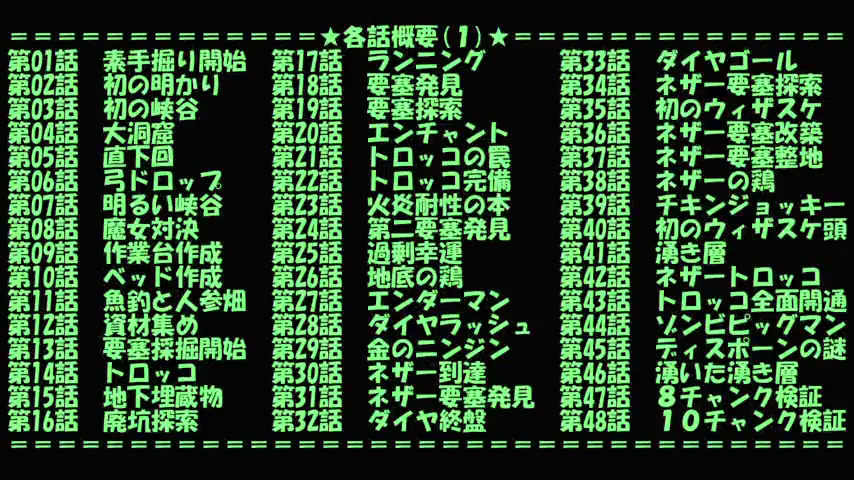 ＝＝＝＝＝＝＝＝＝＝＝＝＝★各話概要(１)★＝＝＝＝＝＝＝＝＝＝＝＝＝＝
第01話　素手掘り開始　第17話　ランニング　第33話　ダイヤゴール
第02話　初の明かり　第18話　要塞発見　第34話　ネザー要塞探索
第03話　初の峡谷　第19話　要塞探索　第35話　初のウィザスケ
第04話　大洞窟　第20話　エンチャント　第36話　ネザー要塞改築
第05話　直下回　第21話　トロッコの罠　第37話　ネザー要塞整地
第06話　弓ドロップ　第22話　トロッコ完備　第38話　ネザーの鶏
第07話　明るい峡谷　第23話　火炎耐性の本　第39話　チキンジョッキー
第08話　魔女対決　第24話　第二要塞発見　第40話　初のウィザスケ頭
第09話　作業台作成　第25話　過剰幸運　第41話　湧き層
第10話　ベッド作成　第26話　地底の鶏　第42話　ネザートロッコ
第11話　魚釣と人参畑　第27話　エンダーマン　第43話　トロッコ全面開通
第12話　資材集め　第28話　ダイヤラッシュ　第44話　ゾンビピッグマン
第13話　要塞採掘開始　第29話　金のニンジン　第45話　ディスポーンの謎
第14話　トロッコ　第30話　ネザー到達　第46話　湧いた湧き層
第15話　地下埋蔵物　第31話　ネザー要塞発見　第47話　８チャンク検証
第16話　廃坑探索　第32話　ダイヤ終盤　第48話　１０チャンク検証
＝＝＝＝＝＝＝＝＝＝＝＝＝＝＝＝＝＝＝＝＝＝＝＝＝＝＝＝＝＝＝＝＝＝＝